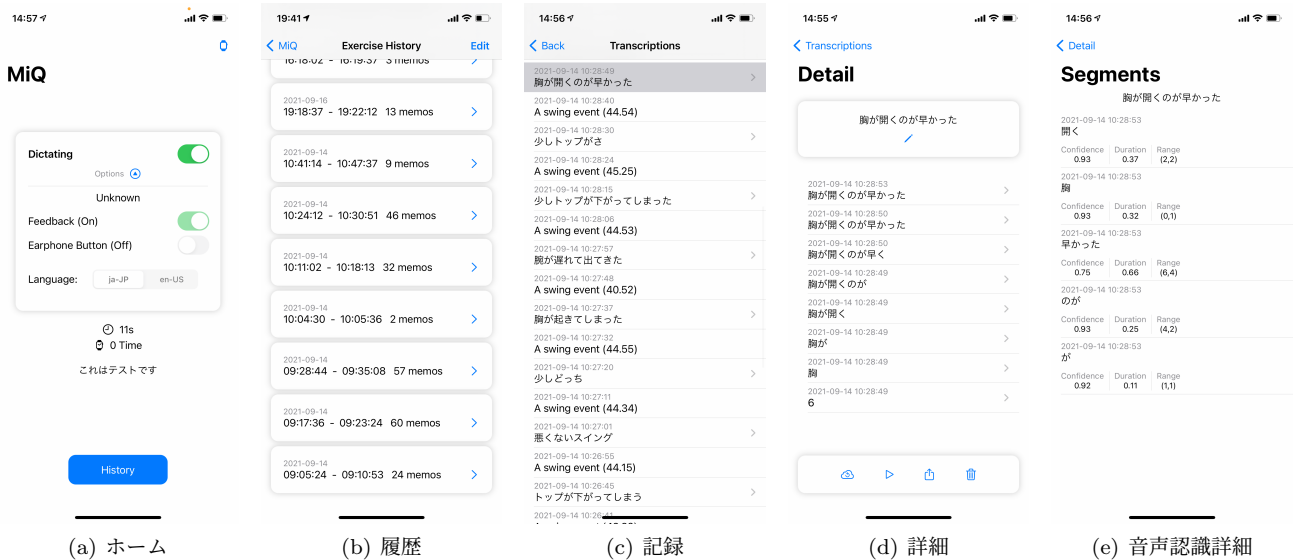 14:57
MiQ
Dictating
Options
Unknown
Feedback (On)
Earphone Button (Off)
Language: ja-JP en-US
11s
0 Time
これはテストです
History
(a) ホーム
19:41
MiQ Exercise History Edit
16:18:02 - 16:19:37 3 memos
2021-09-16
19:18:37 - 19:22:12 13 memos
2021-09-14
10:41:14 - 10:47:37 9 memos
2021-09-14
10:24:12 - 10:30:51 46 memos
2021-09-14
10:11:02 - 10:18:13 32 memos
2021-09-14
10:04:30 - 10:05:36 2 memos
2021-09-14
09:28:44 - 09:35:08 57 memos
2021-09-14
09:17:36 - 09:23:24 60 memos
2021-09-14
09:05:24 - 09:10:53 24 memos
(b) 履歴
14:56
Back Transcriptions
2021-09-14 10:28:49
胸が開くのが早かった
2021-09-14 10:28:40
A swing event (44.54)
2021-09-14 10:28:30
少しトップがさ
2021-09-14 10:28:24
A swing event (45.25)
2021-09-14 10:28:15
少しトップが下がってしまった
2021-09-14 10:28:06
A swing event (44.53)
2021-09-14 10:27:57
腕が遅れて出てきた
2021-09-14 10:27:48
A swing event (40.52)
2021-09-14 10:27:37
胸が起きてしまった
2021-09-14 10:27:32
A swing event (44.55)
2021-09-14 10:27:20
少しどっち
2021-09-14 10:27:11
A swing event (44.34)
2021-09-14 10:27:01
悪くないスイング
2021-09-14 10:26:55
A swing event (44.15)
2021-09-14 10:26:45
トップが下がってしまう
2021-09-14 10:26:41
(c) 記録
14:55
Transcriptions
Detail
胸が開くのが早かった
2021-09-14 10:28:53
胸が開くのが早かった
2021-09-14 10:28:50
胸が開くのが早かった
2021-09-14 10:28:50
胸が開くのが早く
2021-09-14 10:28:49
胸が開くのが
2021-09-14 10:28:49
胸が開く
2021-09-14 10:28:49
胸が
2021-09-14 10:28:49
胸
2021-09-14 10:28:49
6
(d) 詳細
14:56
Detail
Segments
胸が開くのが早かった
2021-09-14 10:28:53
開く
Confidence Duration Range
0.93 0.37 (2,2)
2021-09-14 10:28:53
胸
Confidence Duration Range
0.93 0.32 (0,1)
2021-09-14 10:28:53
早かった
Confidence Duration Range
0.75 0.66 (6,4)
2021-09-14 10:28:53
のが
Confidence Duration Range
0.93 0.25 (4,2)
2021-09-14 10:28:53
が
Confidence Duration Range
0.92 0.11 (1,1)
(e) 音声認識詳細